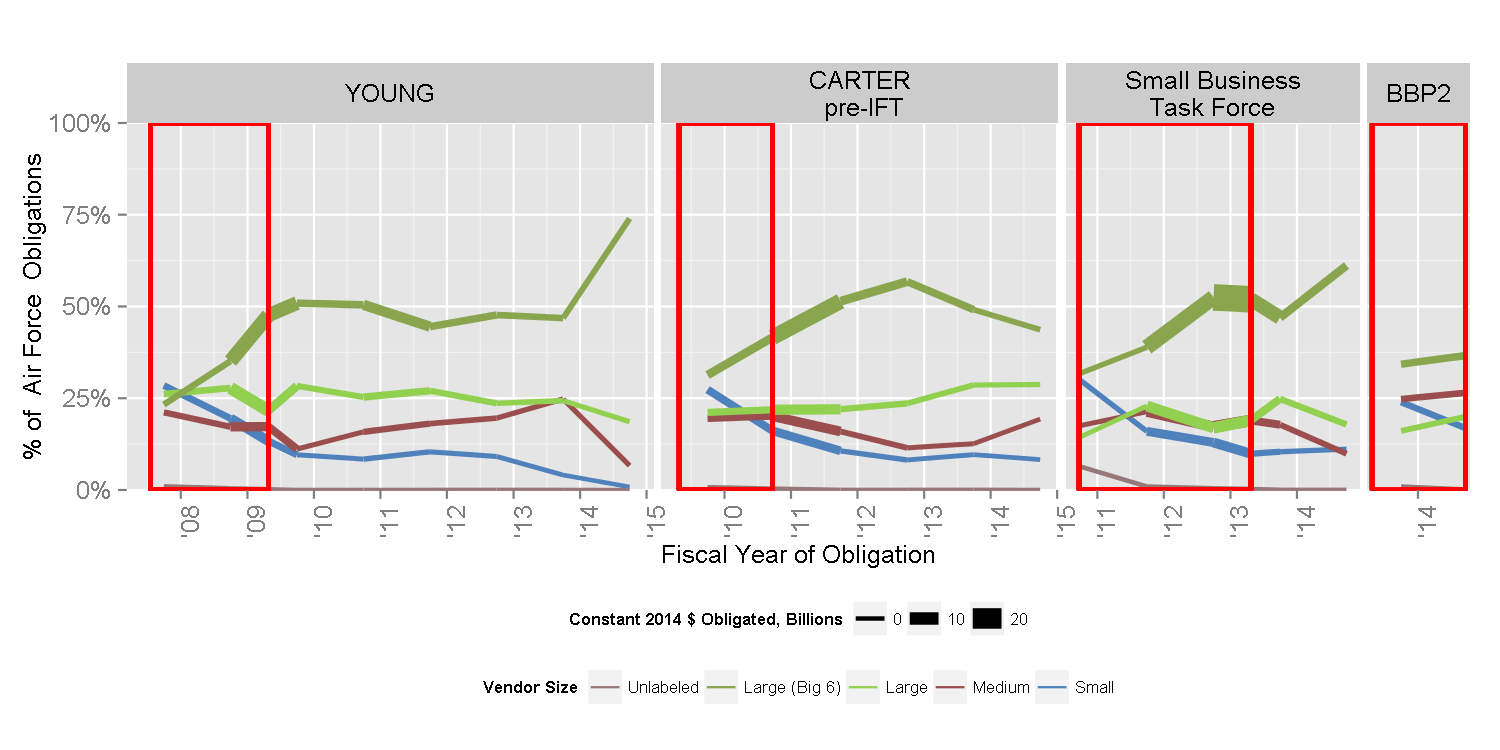 YOUNG
CARTER
pre-IFT
Small Business
Task Force
BBP2
% of Air Force Obligations
100%
75%
50%
25%
0%
'08 '09 '10 '11 '12 '13 '14 '15
'10 '11 '12 '13 '14 '15
'11 '12 '13 '14
'14
Fiscal Year of Obligation
Constant 2014 $ Obligated, Billions 0 10 20
Vendor Size Unlabeled Large (Big 6) Large Medium Small